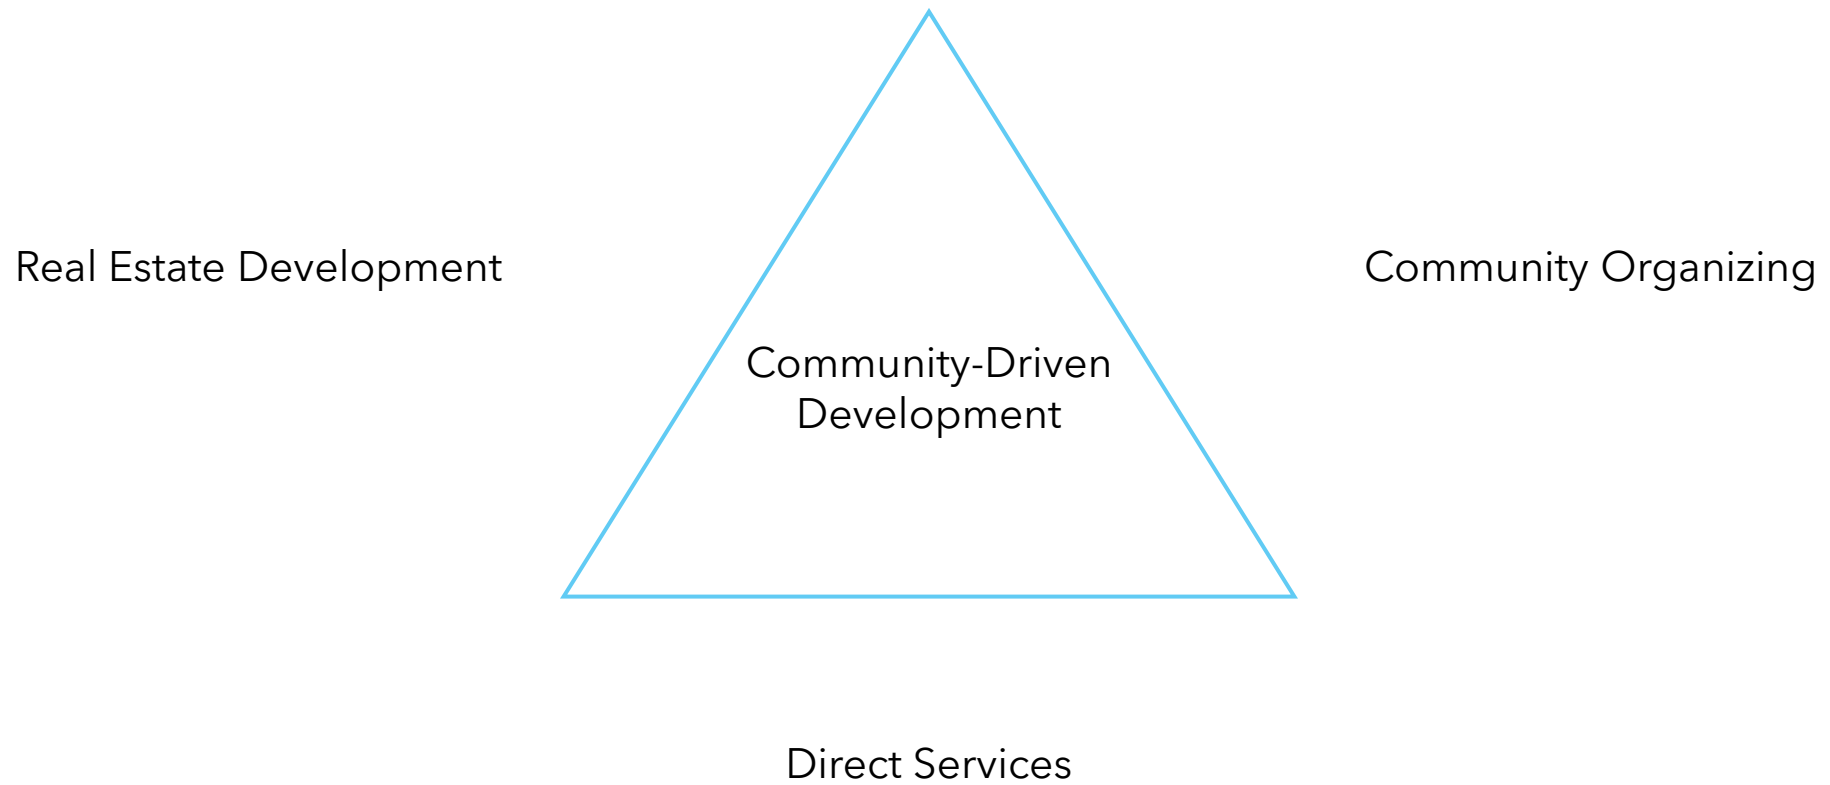 Real Estate Development
Community Organizing
Community-Driven
Development
Direct Services